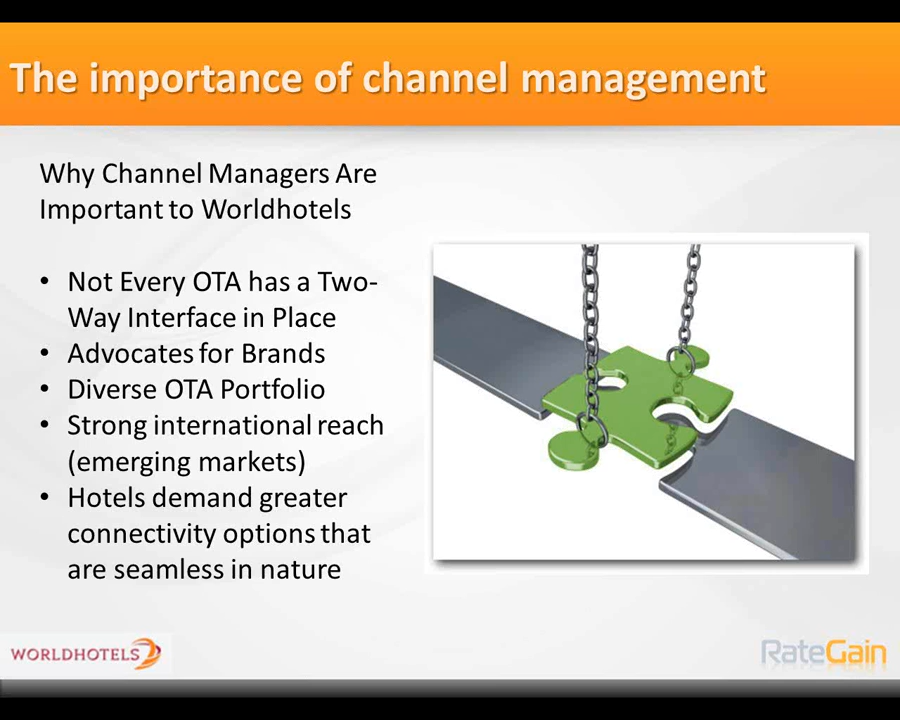 The importance of channel management
Why Channel Managers Are
Important to Worldhotels
• Not Every OTA has a Two-
Way Interface in Place
• Advocates for Brands
• Diverse OTA Portfolio
• Strong international reach
(emerging markets)
• Hotels demand greater
connectivity options that
are seamless in nature
WORLDHOTELS
RateGain